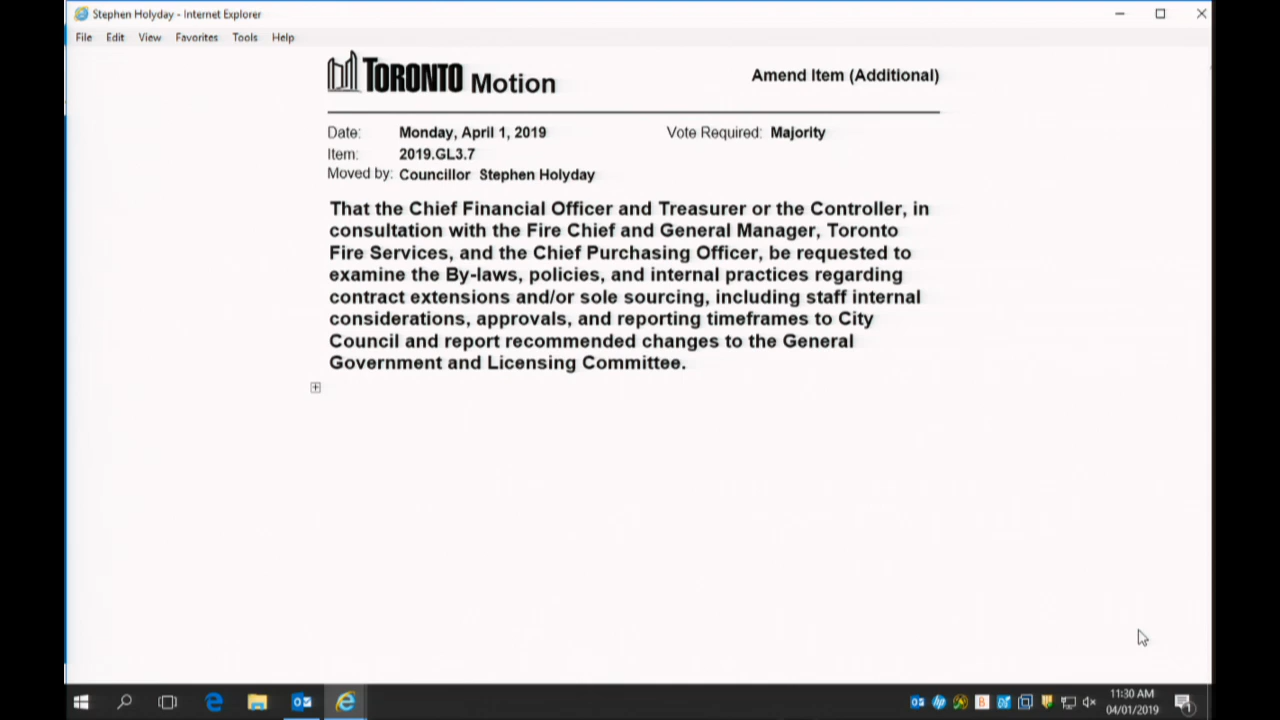 Stephen Holyday - Internet Explorer
File Edit View Favorites Tools Help
TORONTO Motion
Amend Item (Additional)
Date: Monday, April 1, 2019 Vote Required: Majority
Item: 2019.GL3.7
Moved by: Councillor Stephen Holyday
That the Chief Financial Officer and Treasurer or the Controller, in
consultation with the Fire Chief and General Manager, Toronto
Fire Services, and the Chief Purchasing Officer, be requested to
examine the By-laws, policies, and internal practices regarding
contract extensions and/or sole sourcing, including staff internal
considerations, approvals, and reporting timeframes to City
Council and report recommended changes to the General
Government and Licensing Committee.
11:30 AM
04/01/2019